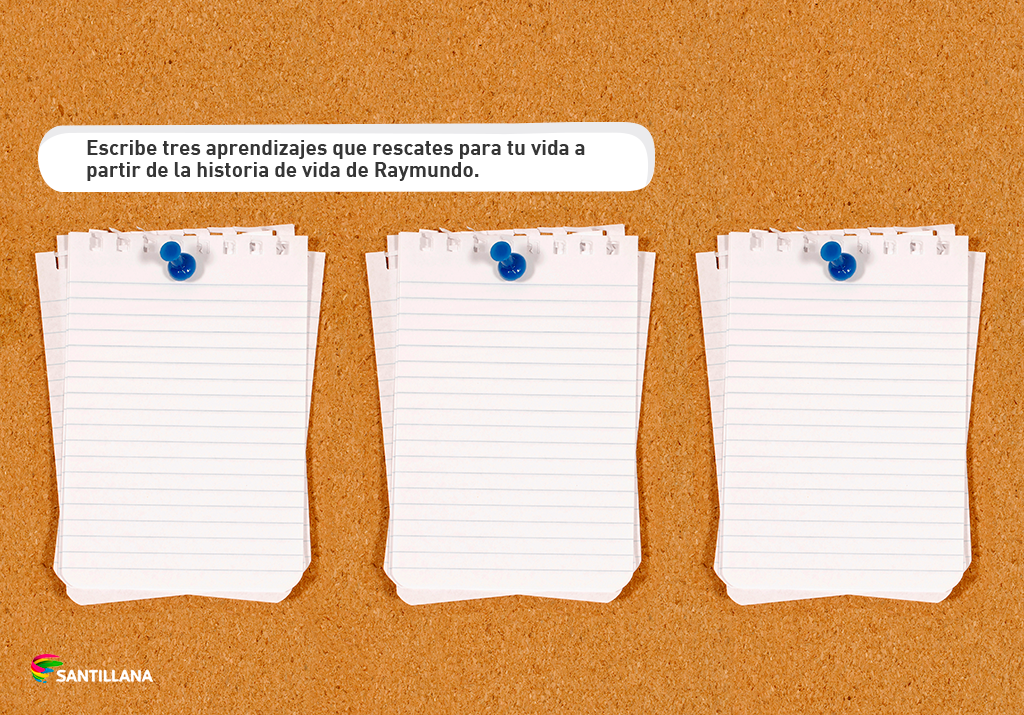 Escribe tres aprendizajes que rescates para tu vida a
partir de la historia de vida de Raymundo.
SANTILLANA